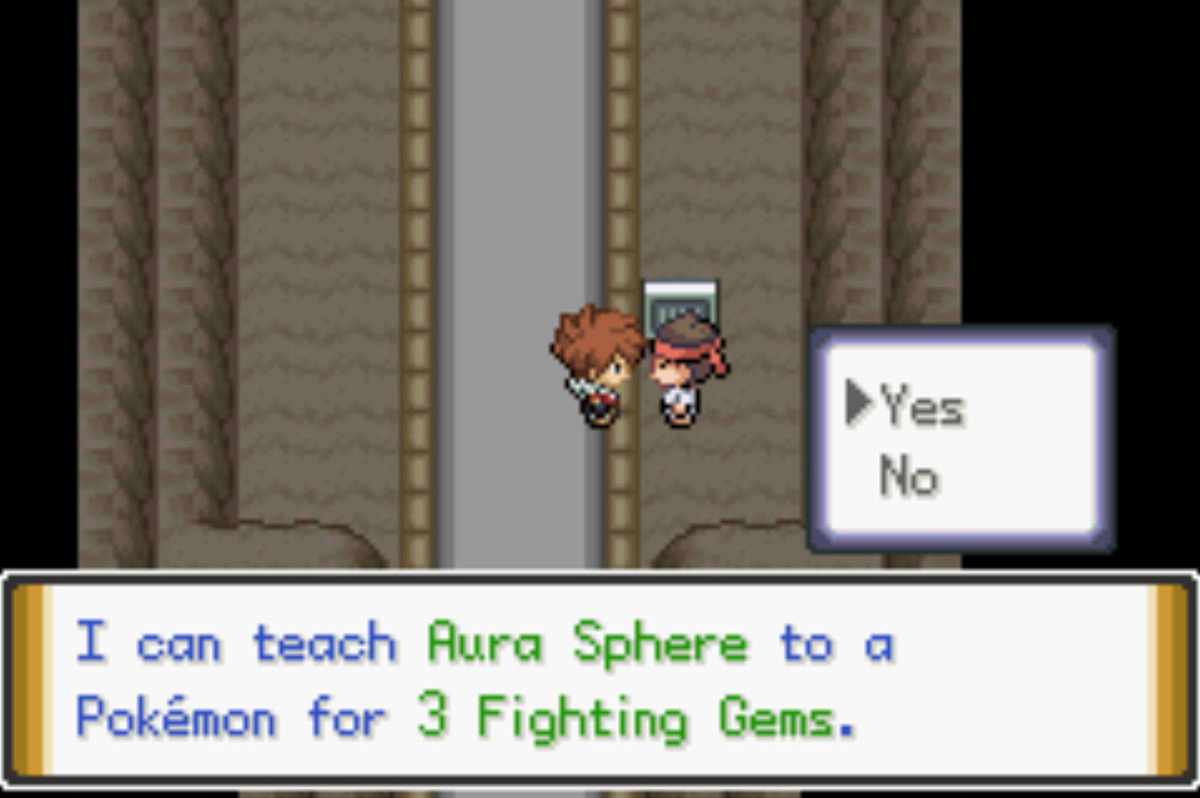 Yes
No
I can teach Aura Sphere to a
Pokémon for 3 Fighting Gems.